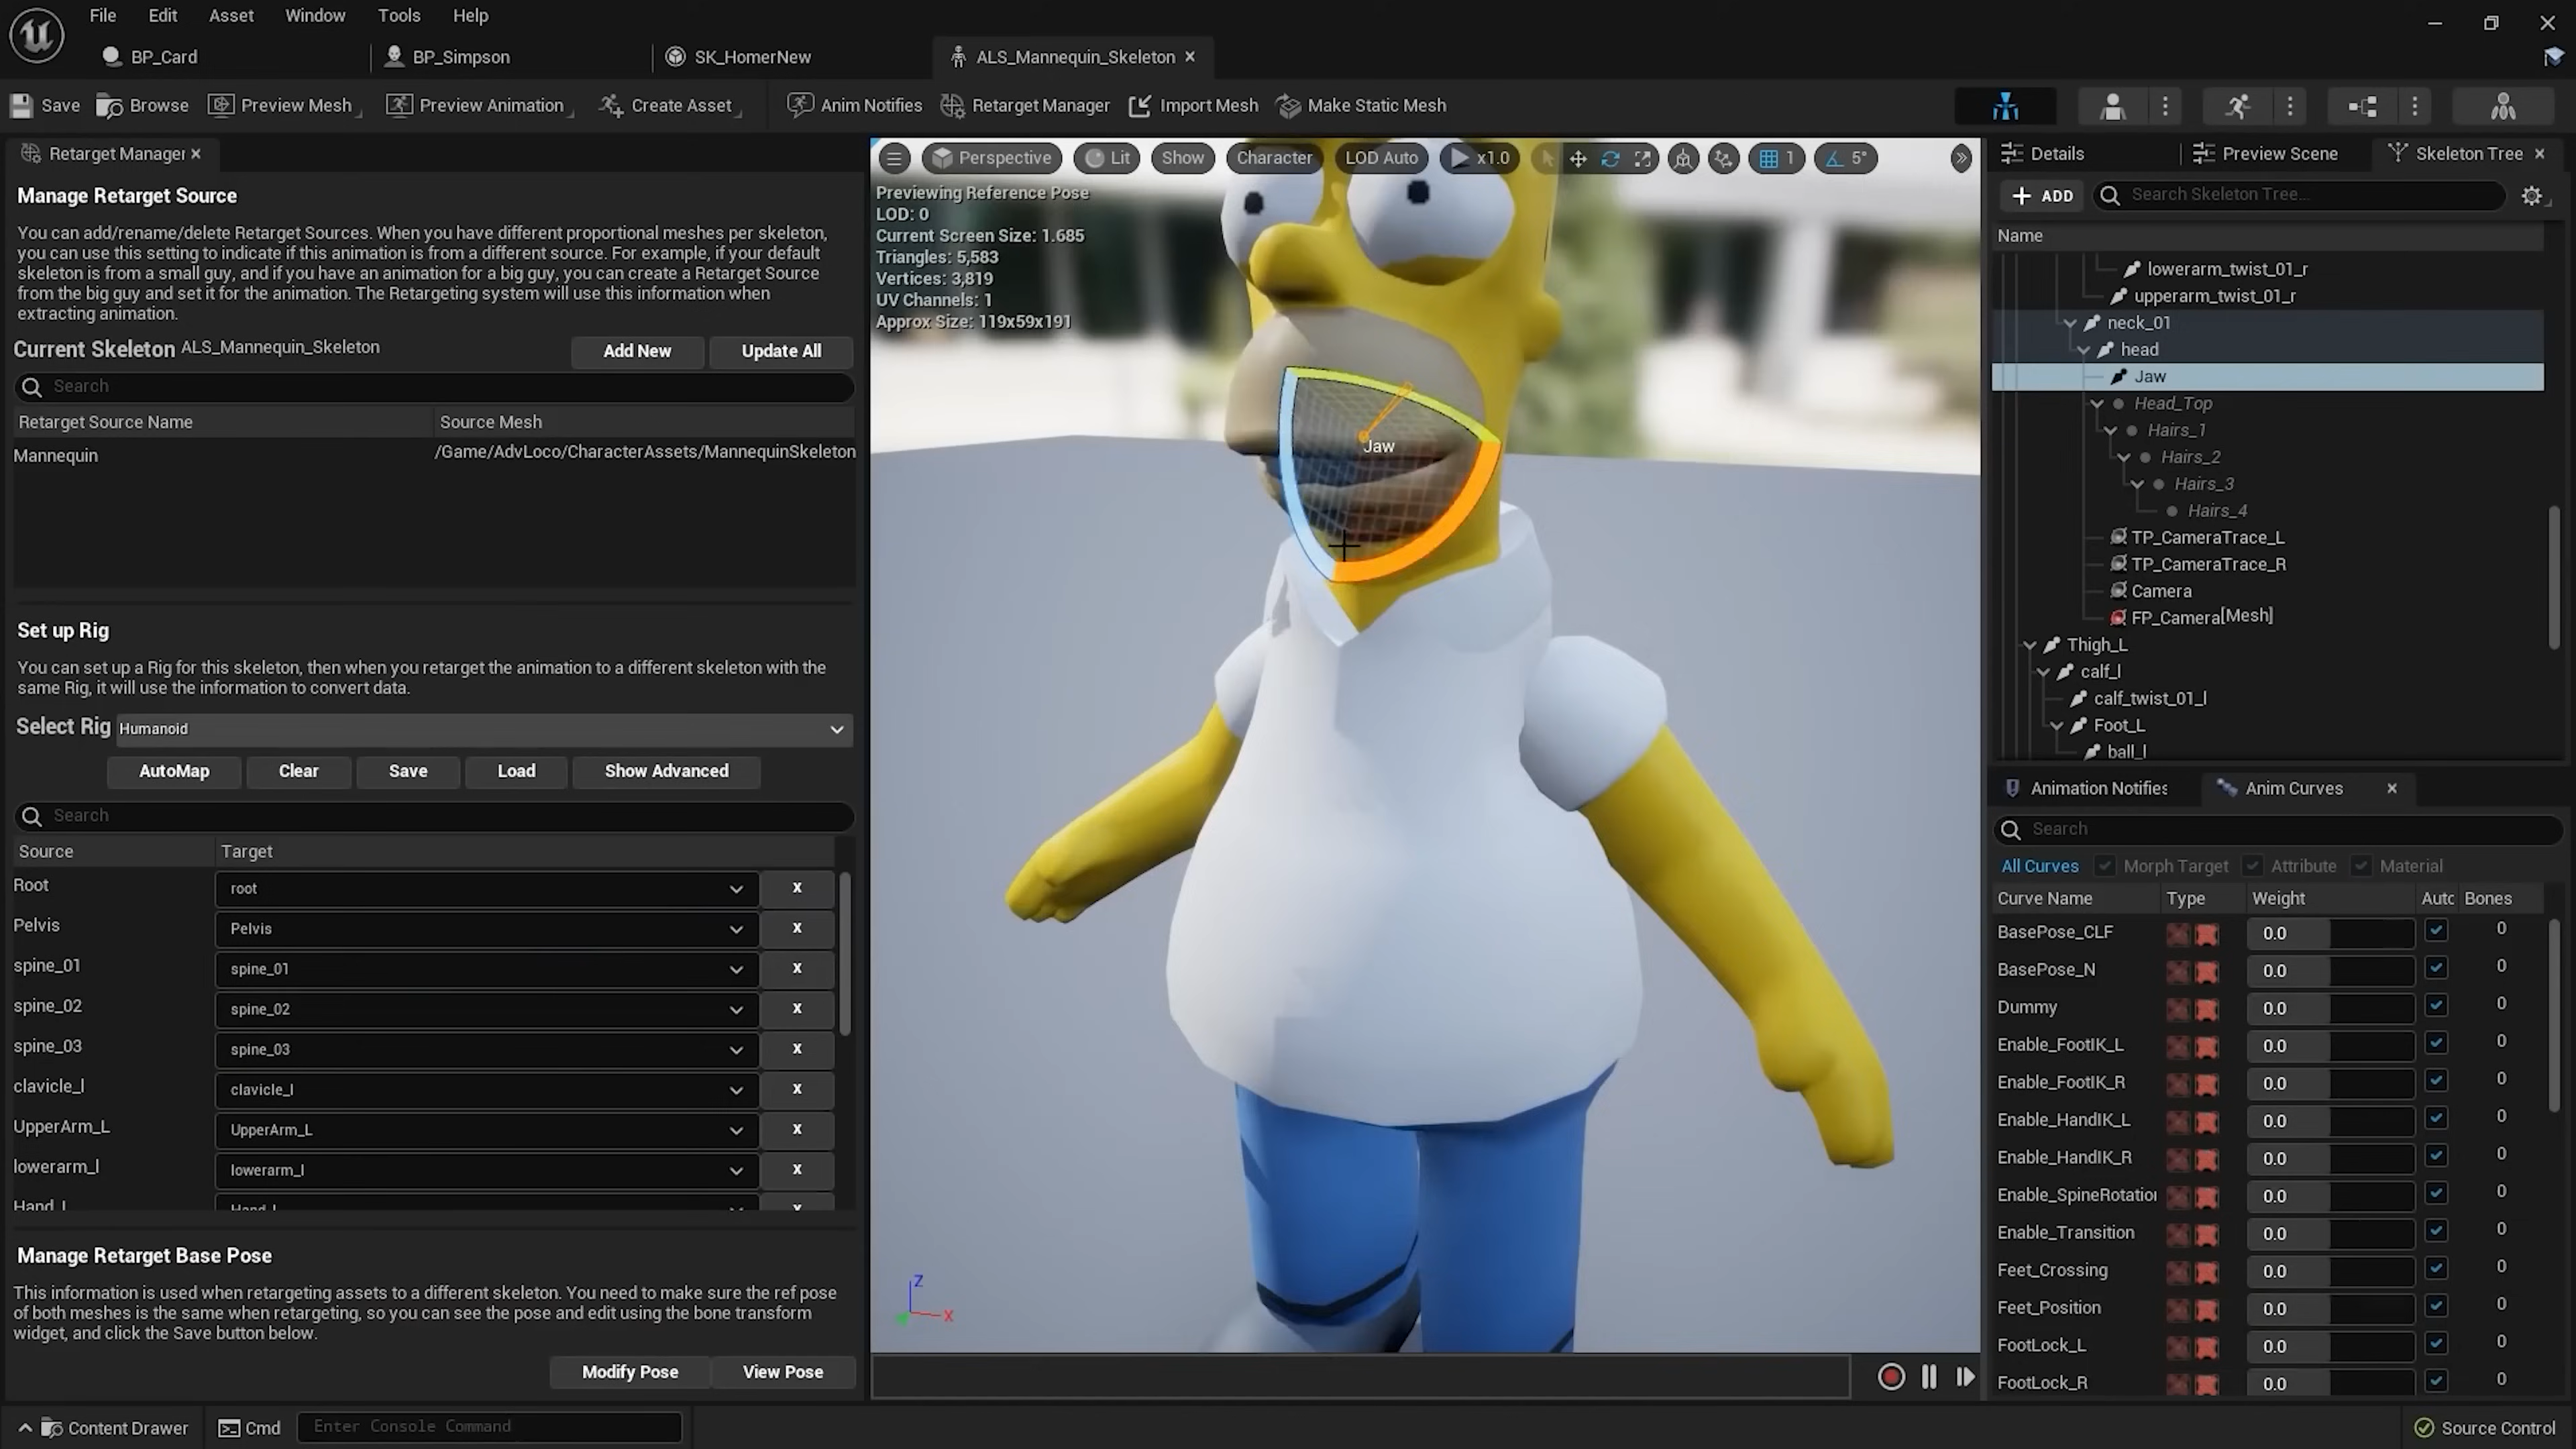 File Edit Asset Window Tools Help
BP_Card BP_Simpson SK_HomerNew ALS_Mannequin_Skeleton
Save Browse Preview Mesh Preview Animation Create Asset Anim Notifies Retarget Manager Import Mesh Make Static Mesh
Retarget Manager
Manage Retarget Source
You can add/rename/delete Retarget Sources. When you have different proportional meshes per skeleton,
you can use this setting to indicate if this animation is from a different source. For example, if your default
skeleton is from a small guy, and if you have an animation for a big guy, you can create a Retarget Source
from the big guy and set it for the animation. The Retargeting system will use this information when
extracting animation.
Current Skeleton ALS_Mannequin_Skeleton Add New Update All
Search
Retarget Source Name Source Mesh
Mannequin /Game/AdvLoco/CharacterAssets/MannequinSkeleton
Set up Rig
You can set up a Rig for this skeleton, then when you retarget the animation to a different skeleton with the
same Rig, it will use the information to convert data.
Select Rig Humanoid
AutoMap Clear Save Load Show Advanced
Search
Source Target
Root root x
Pelvis Pelvis x
spine_01 spine_01 x
spine_02 spine_02 x
spine_03 spine_03 x
clavicle_l clavicle_l x
UpperArm_L UpperArm_L x
lowerarm_l lowerarm_l x
Hand_L Hand_L x
Manage Retarget Base Pose
This information is used when retargeting assets to a different skeleton. You need to make sure the ref pose
of both meshes is the same when retargeting, so you can see the pose and edit using the bone transform
widget, and click the Save button below.
Modify Pose View Pose
Perspective Lit Show Character LOD Auto x1.0 1 5°
Previewing Reference Pose
LOD: 0
Current Screen Size: 1.685
Triangles: 5,583
Vertices: 3,819
UV Channels: 1
Approx Size: 119x59x191
Jaw
Z
X
Details Preview Scene Skeleton Tree
ADD Search Skeleton Tree...
Name
lowerarm_twist_01_r
upperarm_twist_01_r
neck_01
head
Jaw
Head_Top
Hairs_1
Hairs_2
Hairs_3
Hairs_4
TP_CameraTrace_L
TP_CameraTrace_R
Camera
FP_Camera[Mesh]
Thigh_L
calf_l
calf_twist_01_l
Foot_L
ball_l
Animation Notifies Anim Curves
Search
All Curves Morph Target Attribute Material
Curve Name Type Weight Auto Bones
BasePose_CLF 0.0 0
BasePose_N 0.0 0
Dummy 0.0 0
Enable_FootIK_L 0.0 0
Enable_FootIK_R 0.0 0
Enable_HandIK_L 0.0 0
Enable_HandIK_R 0.0 0
Enable_SpineRotatio 0.0 0
Enable_Transition 0.0 0
Feet_Crossing 0.0 0
Feet_Position 0.0 0
FootLock_L 0.0 0
FootLock_R 0.0
Content Drawer Cmd Enter Console Command Source Control